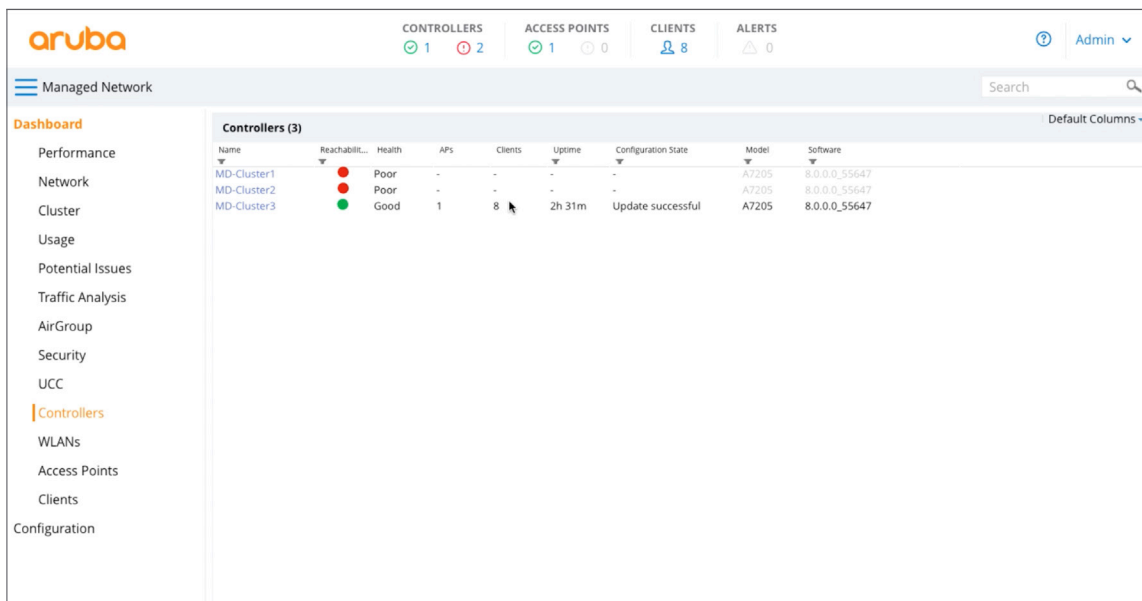 aruba
CONTROLLERS ACCESS POINTS CLIENTS ALERTS
1 2 1 0 8 0
Admin
Managed Network
Search
Dashboard
Performance
Network
Cluster
Usage
Potential Issues
Traffic Analysis
AirGroup
Security
UCC
Controllers
WLANs
Access Points
Clients
Configuration
Controllers (3)
Default Columns
Name Reachabilit... Health APs Clients Uptime Configuration State Model Software
MD-Cluster1 Poor - - - - A7205 8.0.0.0_55647
MD-Cluster2 Poor - - - - A7205 8.0.0.0_55647
MD-Cluster3 Good 1 8 2h 31m Update successful A7205 8.0.0.0_55647